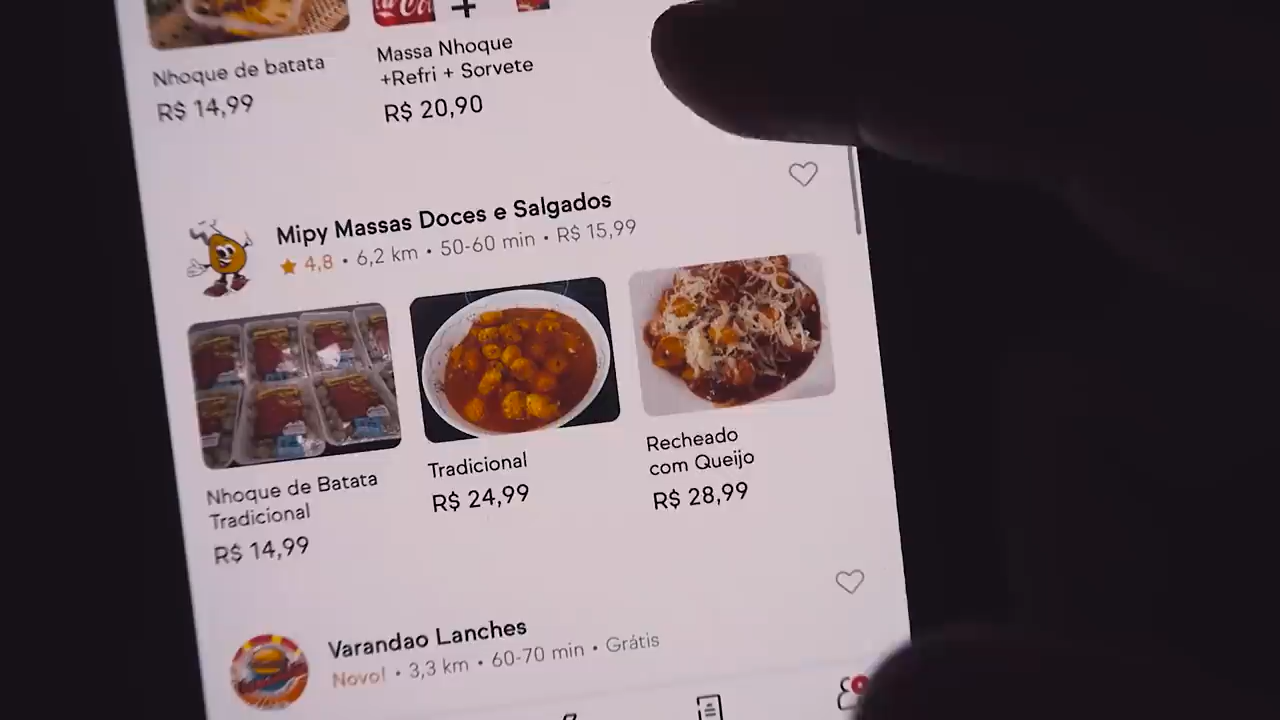 Nhoque de batata
R$ 14,99
Massa Nhoque
+Refri + Sorvete
R$ 20,90
Mipy Massas Doces e Salgados
4,8 • 6,2 km • 50-60 min • R$ 15,99
Nhoque de Batata
Tradicional
R$ 14,99
Tradicional
R$ 24,99
Recheado
com Queijo
R$ 28,99
Varandao Lanches
Novo! • 3,3 km • 60-70 min • Grátis